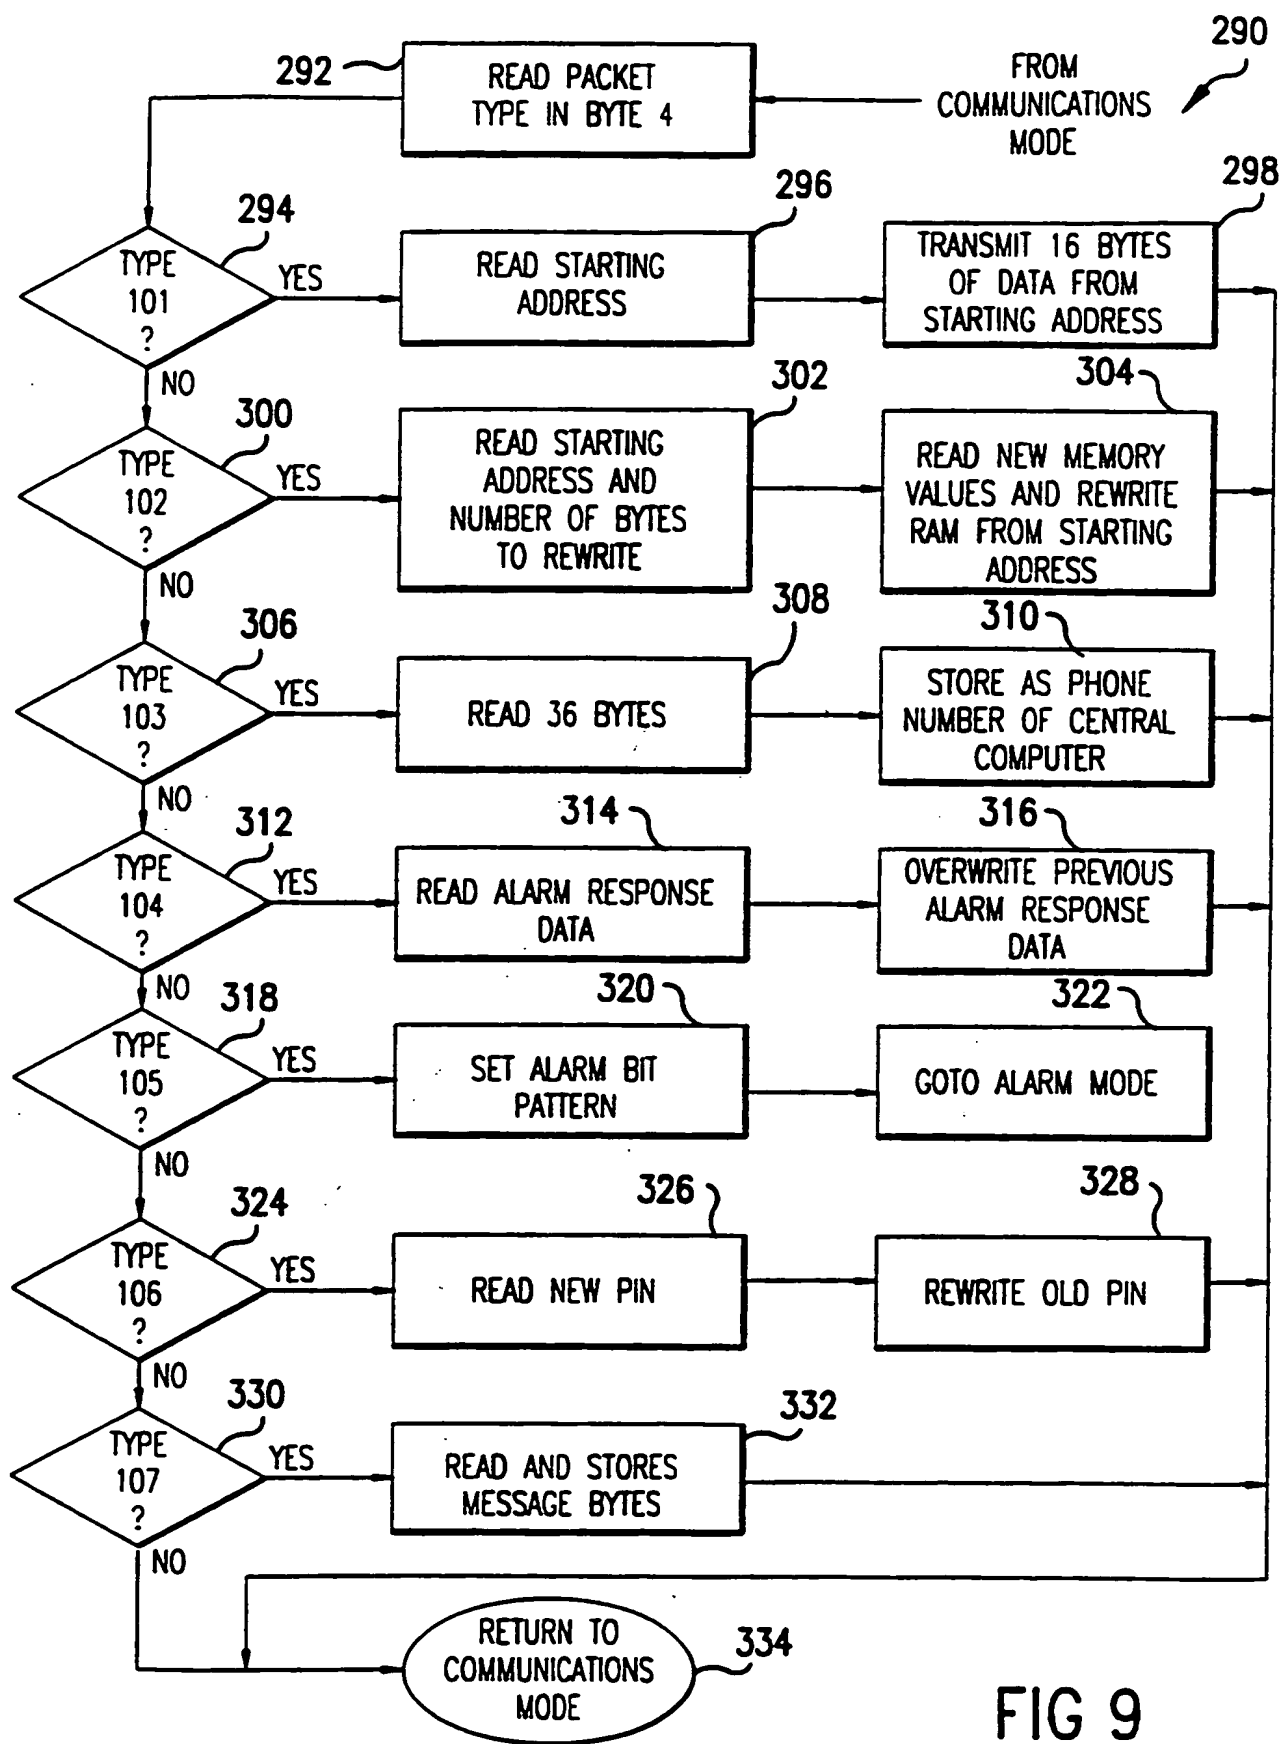 290
292
READ PACKET
TYPE IN BYTE 4
FROM
COMMUNICATIONS
MODE
294
TYPE
101
?
YES
NO
296
READ STARTING
ADDRESS
298
TRANSMIT 16 BYTES
OF DATA FROM
STARTING ADDRESS
300
TYPE
102
?
YES
NO
302
READ STARTING
ADDRESS AND
NUMBER OF BYTES
TO REWRITE
304
READ NEW MEMORY
VALUES AND REWRITE
RAM FROM STARTING
ADDRESS
306
TYPE
103
?
YES
NO
308
READ 36 BYTES
310
STORE AS PHONE
NUMBER OF CENTRAL
COMPUTER
312
TYPE
104
?
YES
NO
314
READ ALARM RESPONSE
DATA
316
OVERWRITE PREVIOUS
ALARM RESPONSE
DATA
318
TYPE
105
?
YES
NO
320
SET ALARM BIT
PATTERN
322
GOTO ALARM MODE
324
TYPE
106
?
YES
NO
326
READ NEW PIN
328
REWRITE OLD PIN
330
TYPE
107
?
YES
NO
332
READ AND STORES
MESSAGE BYTES
RETURN TO
COMMUNICATIONS
MODE
334
FIG 9